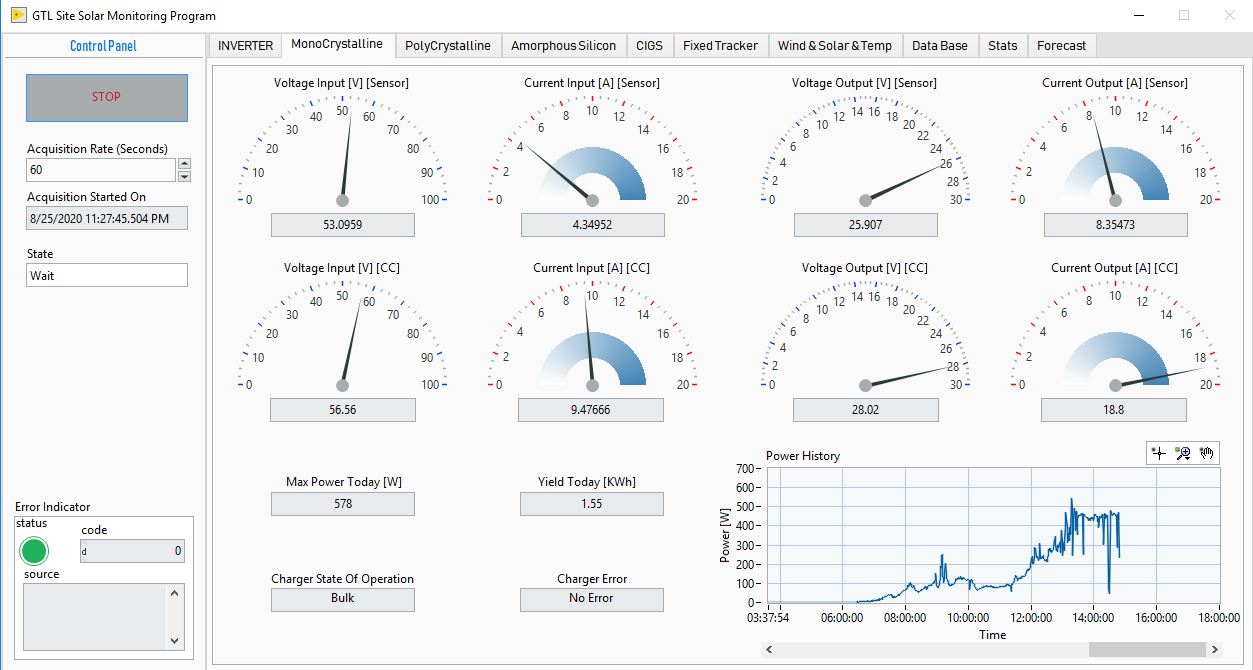 GTL Site Solar Monitoring Program
Control Panel
STOP
Acquisition Rate (Seconds)
60
Acquisition Started On
8/25/2020 11:27:45.504 PM
State
Wait
Error Indicator
status
code
d 0
source
INVERTER MonoCrystalline PolyCrystalline Amorphous Silicon CIGS Fixed Tracker Wind & Solar & Temp Data Base Stats Forecast
Voltage Input [V] [Sensor]
0 10 20 30 40 50 60 70 80 90 100
53.0959
Current Input [A] [Sensor]
0 2 4 6 8 10 12 14 16 18 20
4.34952
Voltage Output [V] [Sensor]
0 2 4 6 8 10 12 14 16 18 20 22 24 26 28 30
25.907
Current Output [A] [Sensor]
0 2 4 6 8 10 12 14 16 18 20
8.35473
Voltage Input [V] [CC]
0 10 20 30 40 50 60 70 80 90 100
56.56
Current Input [A] [CC]
0 2 4 6 8 10 12 14 16 18 20
9.47666
Voltage Output [V] [CC]
0 2 4 6 8 10 12 14 16 18 20 22 24 26 28 30
28.02
Current Output [A] [CC]
0 2 4 6 8 10 12 14 16 18 20
18.8
Max Power Today [W]
578
Yield Today [KWh]
1.55
Charger State Of Operation
Bulk
Charger Error
No Error
Power History
Power [W]
700
600
500
400
300
200
100
0
03:37:54 06:00:00 08:00:00 10:00:00 12:00:00 14:00:00 16:00:00 18:00:00
Time